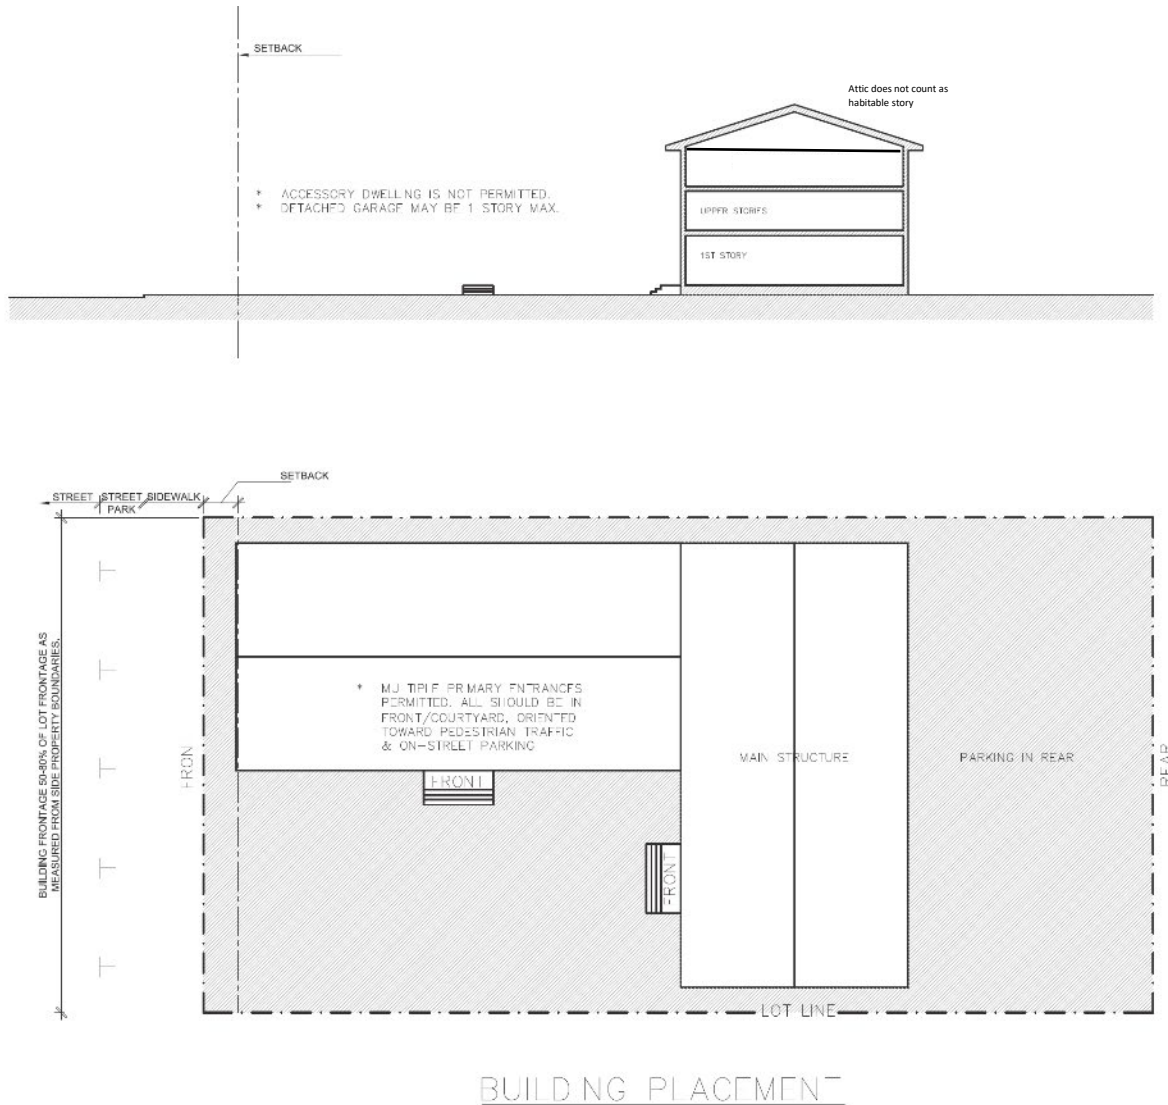 SETBACK
Attic does not count as
habitable story
* ACCESSORY DWELLING IS NOT PERMITTED.
* DETACHED GARAGE MAY BE 1 STORY MAX.
UPPER STORIES
1ST STORY
SETBACK
STREET STREET SIDEWALK
PARK
BUILDING FRONTAGE 50-80% OF LOT FRONTAGE AS
MEASURED FROM SIDE PROPERTY BOUNDARIES.
FRON
* MULTIPLE PRIMARY ENTRANCES
PERMITTED. ALL SHOULD BE IN
FRONT/COURTYARD, ORIENTED
TOWARD PEDESTRIAN TRAFFIC
& ON-STREET PARKING
FRONT
FRONT
MAIN STRUCTURE
PARKING IN REAR
REAR
LOT LINE
BUILDING PLACEMENT